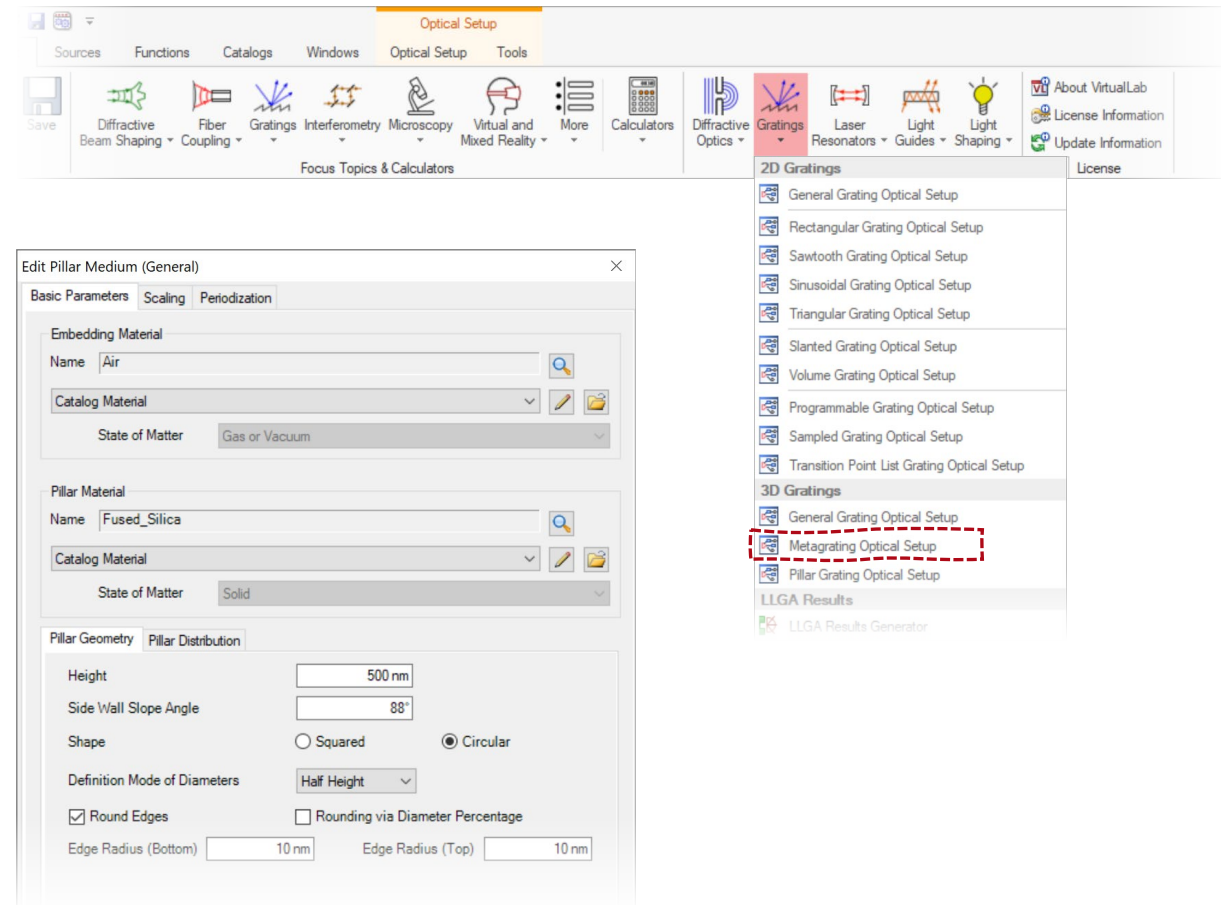 Optical Setup
Sources Functions Catalogs Windows Optical Setup Tools
Save
Diffractive Beam Shaping
Fiber Coupling
Gratings
Interferometry
Microscopy
Virtual and Mixed Reality
More
Calculators
Diffractive Optics
Gratings
Laser Resonators
Light Guides
Light Shaping
About VirtualLab
License Information
Update Information
Focus Topics & Calculators
License
2D Gratings
General Grating Optical Setup
Rectangular Grating Optical Setup
Sawtooth Grating Optical Setup
Sinusoidal Grating Optical Setup
Triangular Grating Optical Setup
Slanted Grating Optical Setup
Volume Grating Optical Setup
Programmable Grating Optical Setup
Sampled Grating Optical Setup
Transition Point List Grating Optical Setup
3D Gratings
General Grating Optical Setup
Metagrating Optical Setup
Pillar Grating Optical Setup
LLGA Results
LLGA Results Generator
Edit Pillar Medium (General)
Basic Parameters Scaling Periodization
Embedding Material
Name Air
Catalog Material
State of Matter Gas or Vacuum
Pillar Material
Name Fused_Silica
Catalog Material
State of Matter Solid
Pillar Geometry Pillar Distribution
Height 500 nm
Side Wall Slope Angle 88°
Shape Squared Circular
Definition Mode of Diameters Half Height
Round Edges Rounding via Diameter Percentage
Edge Radius (Bottom) 10 nm Edge Radius (Top) 10 nm